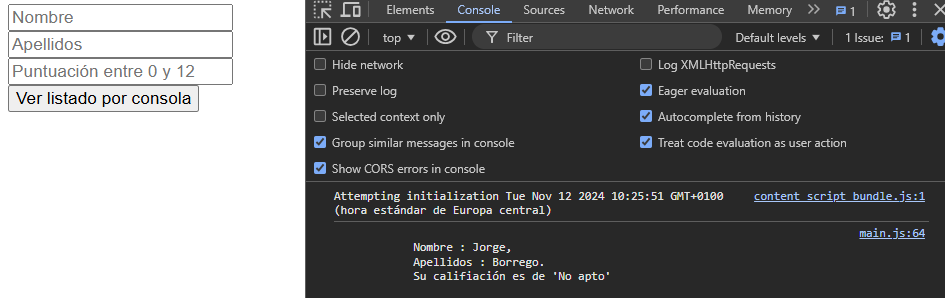 Nombre
Apellidos
Puntuación entre 0 y 12
Ver listado por consola
Elements Console Sources Network Performance Memory 1
top Filter Default levels 1 Issue: 1
Hide network Log XMLHttpRequests
Preserve log Eager evaluation
Selected context only Autocomplete from history
Group similar messages in console Treat code evaluation as user action
Show CORS errors in console
Attempting initialization Tue Nov 12 2024 10:25:51 GMT+0100 content script bundle.js:1
(hora estándar de Europa central)
main.js:64
Nombre : Jorge,
Apellidos : Borrego.
Su califiación es de 'No apto'